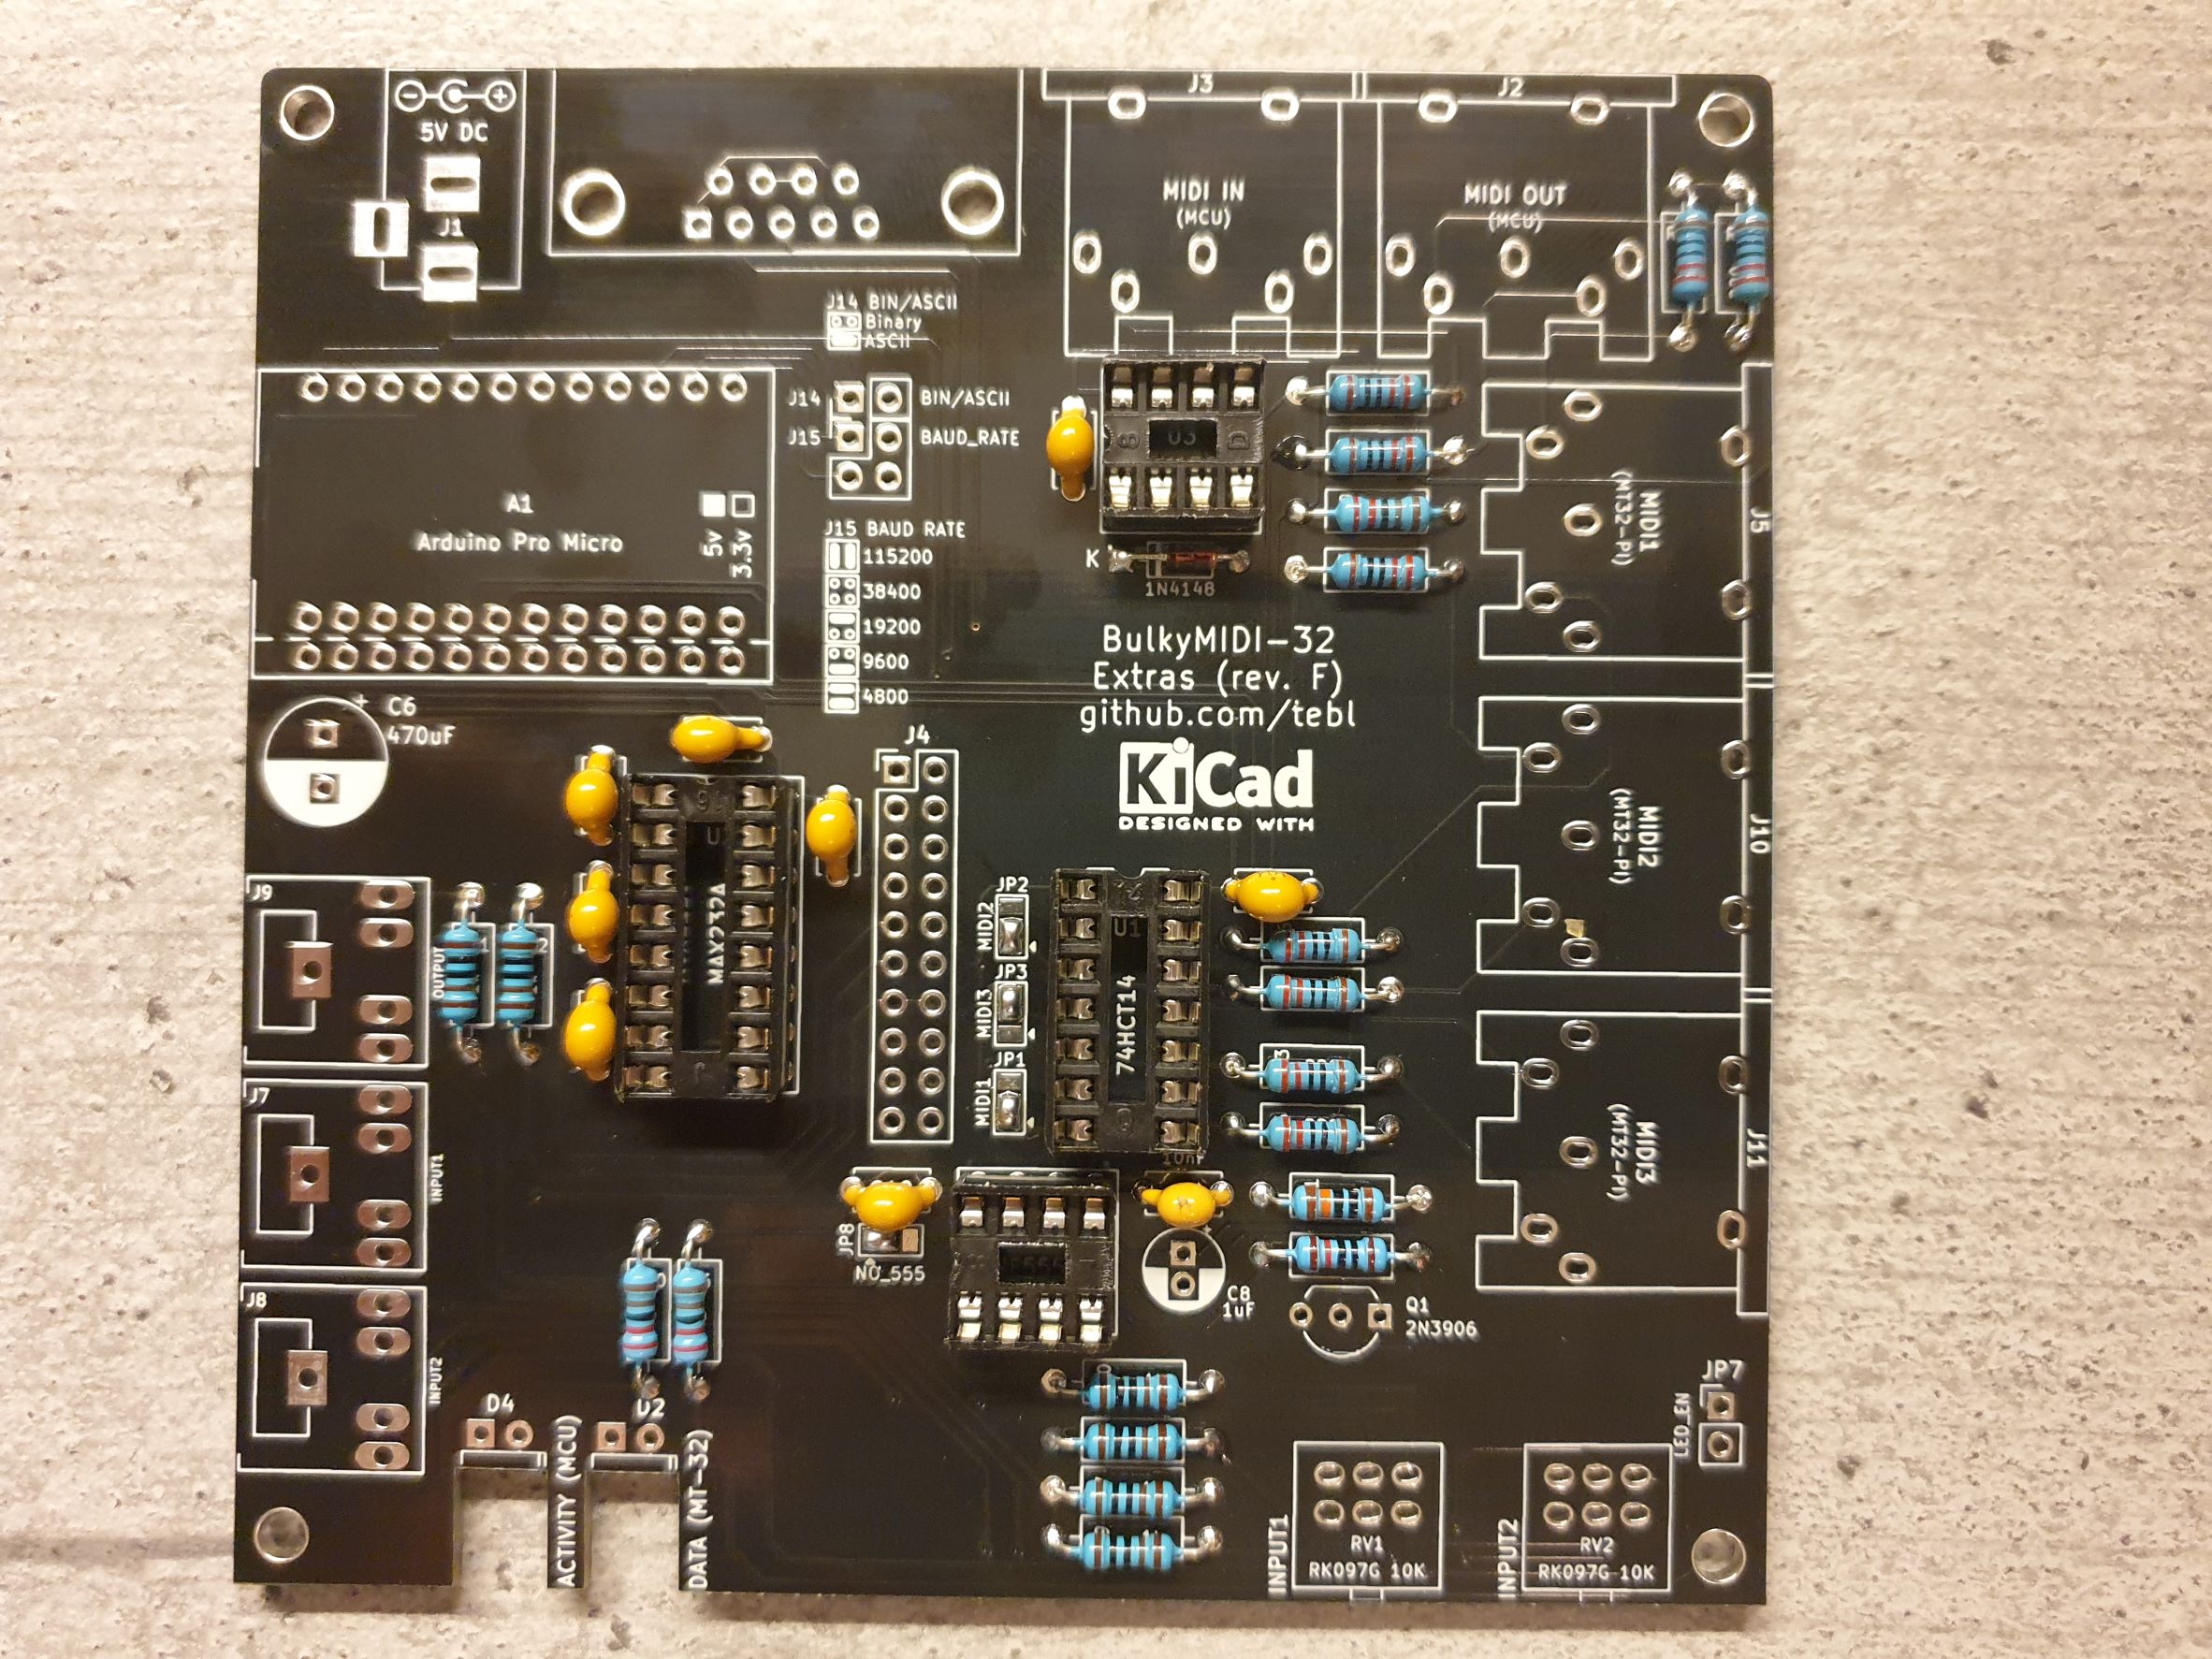 5V DC
J1
J3
J2
MIDI IN
(MCU)
MIDI OUT
(MCU)
J14 BIN/ASCII
Binary
ASCII
J14
BIN/ASCII
J15
BAUD_RATE
U3
A1
Arduino Pro Micro
5v
3.3v
J15 BAUD RATE
115200
38400
19200
9600
4800
K
1N4148
MIDI1
(MT32-PI)
J5
BulkyMIDI-32
Extras (rev. F)
github.com/tebl
KiCad
DESIGNED WITH
C6
470uF
J4
MIDI2
(MT32-PI)
J10
J9
OUTPUT
MAX232A
JP2
MIDI2
JP3
MIDI3
JP1
MIDI1
U1
74HCT14
10nF
MIDI3
(MT32-PI)
J11
J7
INPUT1
JP8
NO_555
C8
1uF
Q1
2N3906
J8
INPUT2
D4
D2
ACTIVITY (MCU)
DATA (MT-32)
JP7
LED_EN
INPUT1
RV1
RK097G 10K
INPUT2
RV2
RK097G 10K